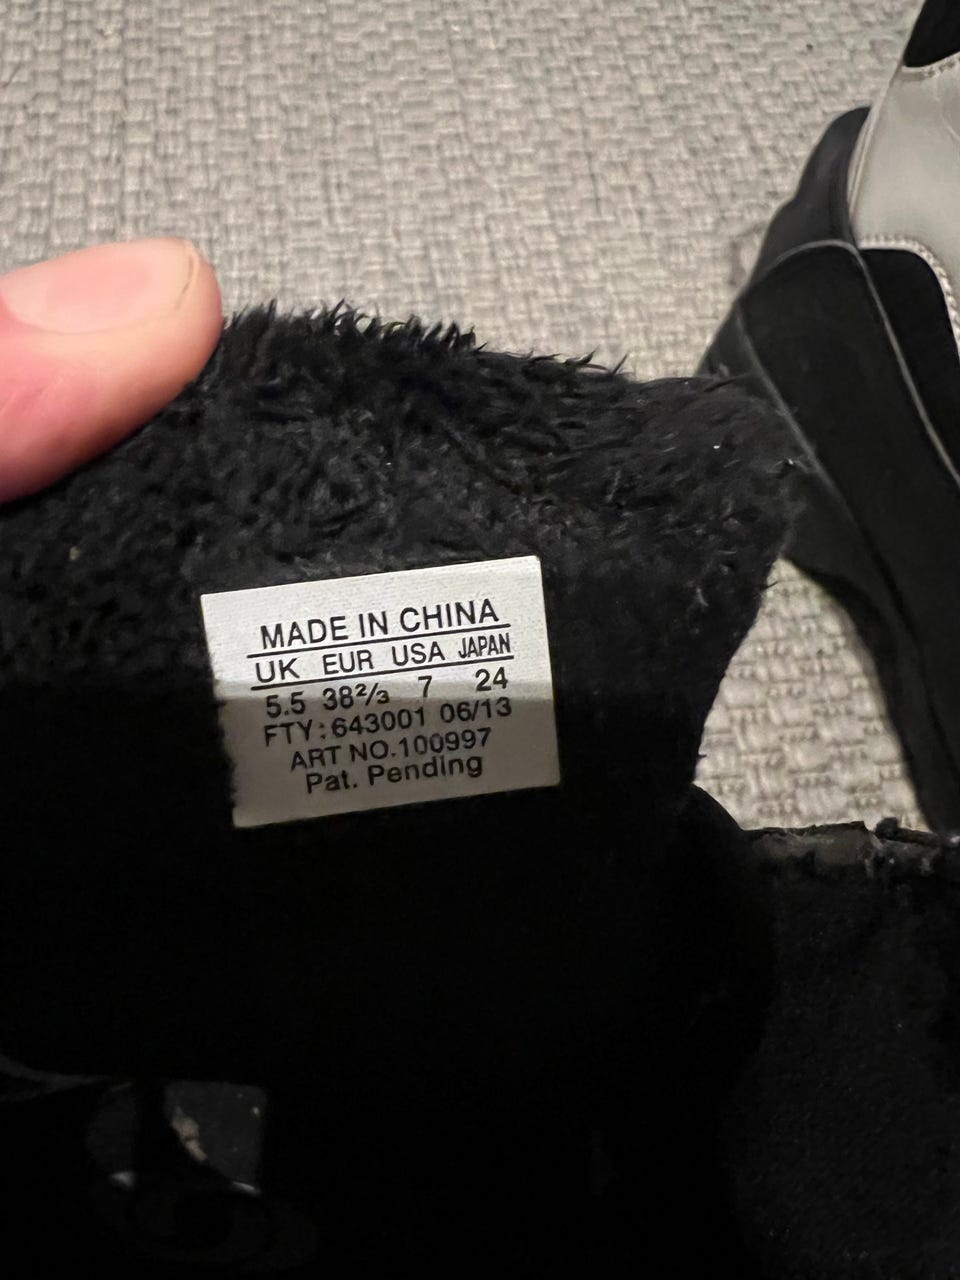 MADE IN CHINA
UK EUR USA JAPAN
5.5 38⅔ 7 24
FTY:643001 06/13
ART NO.100997
Pat. Pending